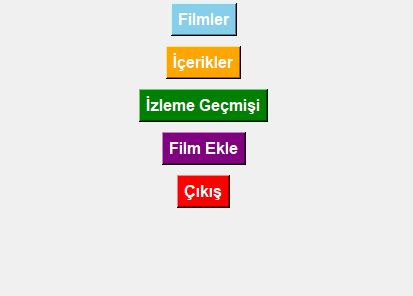 Filmler
İçerikler
İzleme Geçmişi
Film Ekle
Çıkış